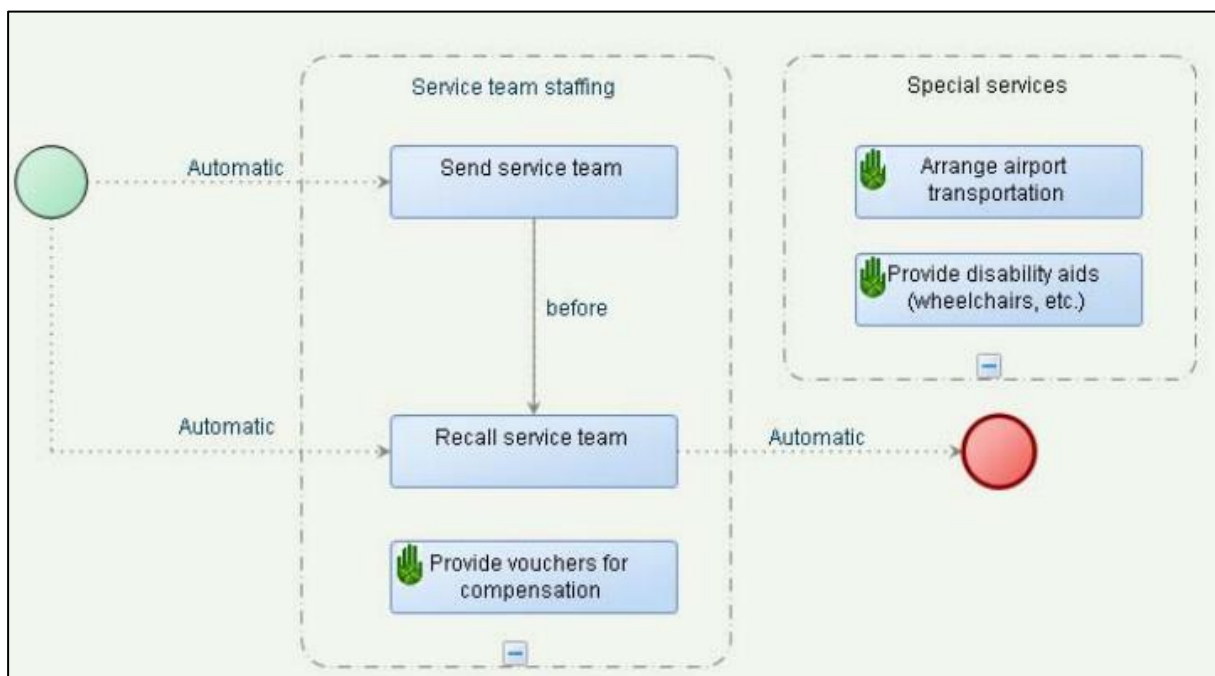 Service team staffing
Special services
Automatic
Send service team
Arrange airport
transportation
Provide disability aids
(wheelchairs, etc.)
before
Automatic
Recall service team
Automatic
Provide vouchers for
compensation